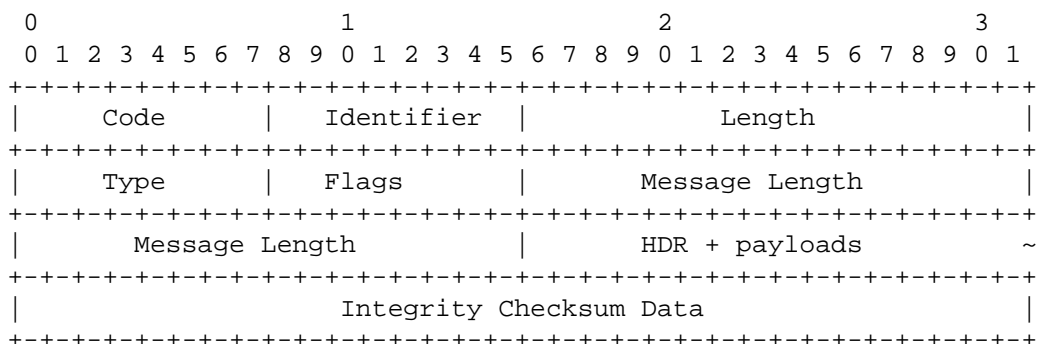 0                   1                   2                   3
 0 1 2 3 4 5 6 7 8 9 0 1 2 3 4 5 6 7 8 9 0 1 2 3 4 5 6 7 8 9 0 1
+-+-+-+-+-+-+-+-+-+-+-+-+-+-+-+-+-+-+-+-+-+-+-+-+-+-+-+-+-+-+-+-+
|     Code      |   Identifier  |            Length             |
+-+-+-+-+-+-+-+-+-+-+-+-+-+-+-+-+-+-+-+-+-+-+-+-+-+-+-+-+-+-+-+-+
|     Type      |   Flags       |       Message Length          |
+-+-+-+-+-+-+-+-+-+-+-+-+-+-+-+-+-+-+-+-+-+-+-+-+-+-+-+-+-+-+-+-+
|       Message Length          |       HDR + payloads          ~
+-+-+-+-+-+-+-+-+-+-+-+-+-+-+-+-+-+-+-+-+-+-+-+-+-+-+-+-+-+-+-+-+
|                    Integrity Checksum Data                    |
+-+-+-+-+-+-+-+-+-+-+-+-+-+-+-+-+-+-+-+-+-+-+-+-+-+-+-+-+-+-+-+-+